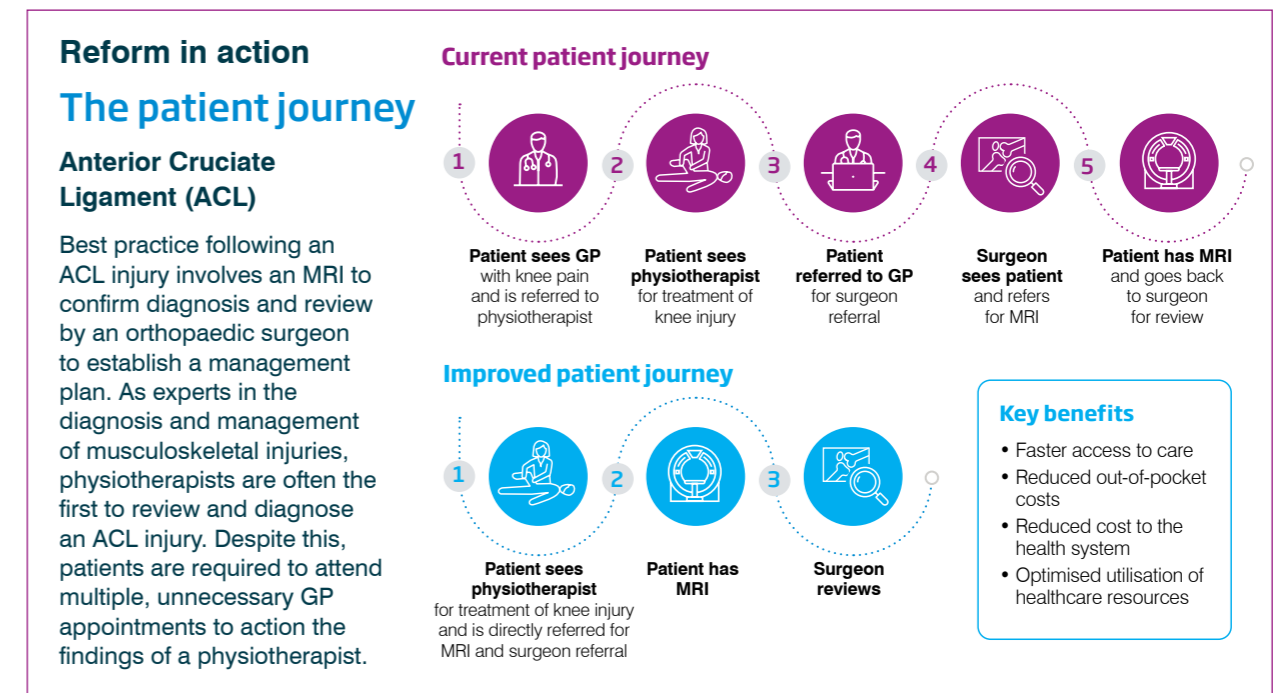 Reform in action
The patient journey
Anterior Cruciate
Ligament (ACL)
Best practice following an
ACL injury involves an MRI to
confirm diagnosis and review
by an orthopaedic surgeon
to establish a management
plan. As experts in the
diagnosis and management
of musculoskeletal injuries,
physiotherapists are often the
first to review and diagnose
an ACL injury. Despite this,
patients are required to attend
multiple, unnecessary GP
appointments to action the
findings of a physiotherapist.
Current patient journey
1
Patient sees GP
with knee pain
and is referred to
physiotherapist
2
Patient sees
physiotherapist
for treatment of
knee injury
3
Patient
referred to GP
for surgeon
referral
4
Surgeon
sees patient
and refers
for MRI
5
Patient has MRI
and goes back
to surgeon
for review
Improved patient journey
1
Patient sees
physiotherapist
for treatment of knee injury
and is directly referred for
MRI and surgeon referral
2
Patient has
MRI
3
Surgeon
reviews
Key benefits
• Faster access to care
• Reduced out-of-pocket
costs
• Reduced cost to the
health system
• Optimised utilisation of
healthcare resources